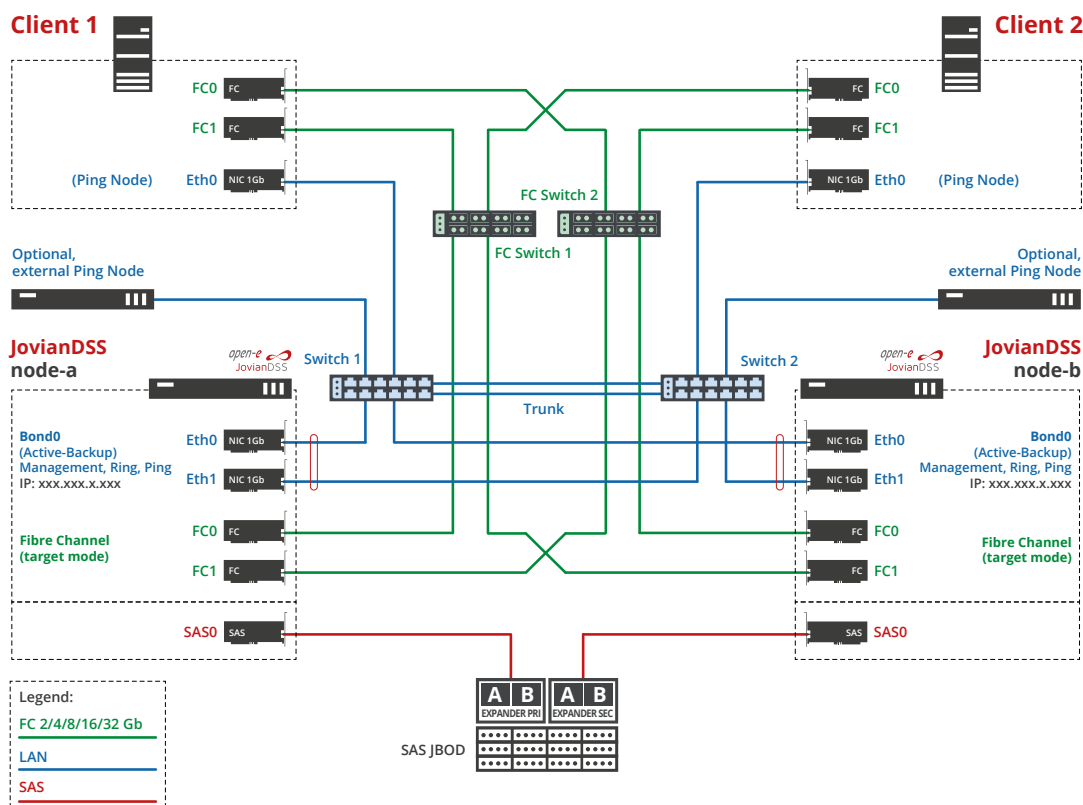 Client 1
Client 2
FC0
FC
FC
FC0
FC1
FC
FC
FC1
(Ping Node)
Eth0
NIC 1Gb
NIC 1Gb
Eth0
(Ping Node)
FC Switch 2
FC Switch 1
Optional,
external Ping Node
Optional,
external Ping Node
JovianDSS
node-a
open-e
JovianDSS
Switch 1
Switch 2
open-e
JovianDSS
JovianDSS
node-b
Trunk
Bond0
(Active-Backup)
Management, Ring, Ping
IP: xxx.xxx.x.xxx
Eth0
NIC 1Gb
Eth1
NIC 1Gb
NIC 1Gb
Eth0
NIC 1Gb
Eth1
Bond0
(Active-Backup)
Management, Ring, Ping
IP: xxx.xxx.x.xxx
Fibre Channel
(target mode)
FC0
FC
FC1
FC
FC
FC0
FC
FC1
Fibre Channel
(target mode)
SAS0
SAS
SAS
SAS0
A B
EXPANDER PRI
A B
EXPANDER SEC
SAS JBOD
Legend:
FC 2/4/8/16/32 Gb
LAN
SAS